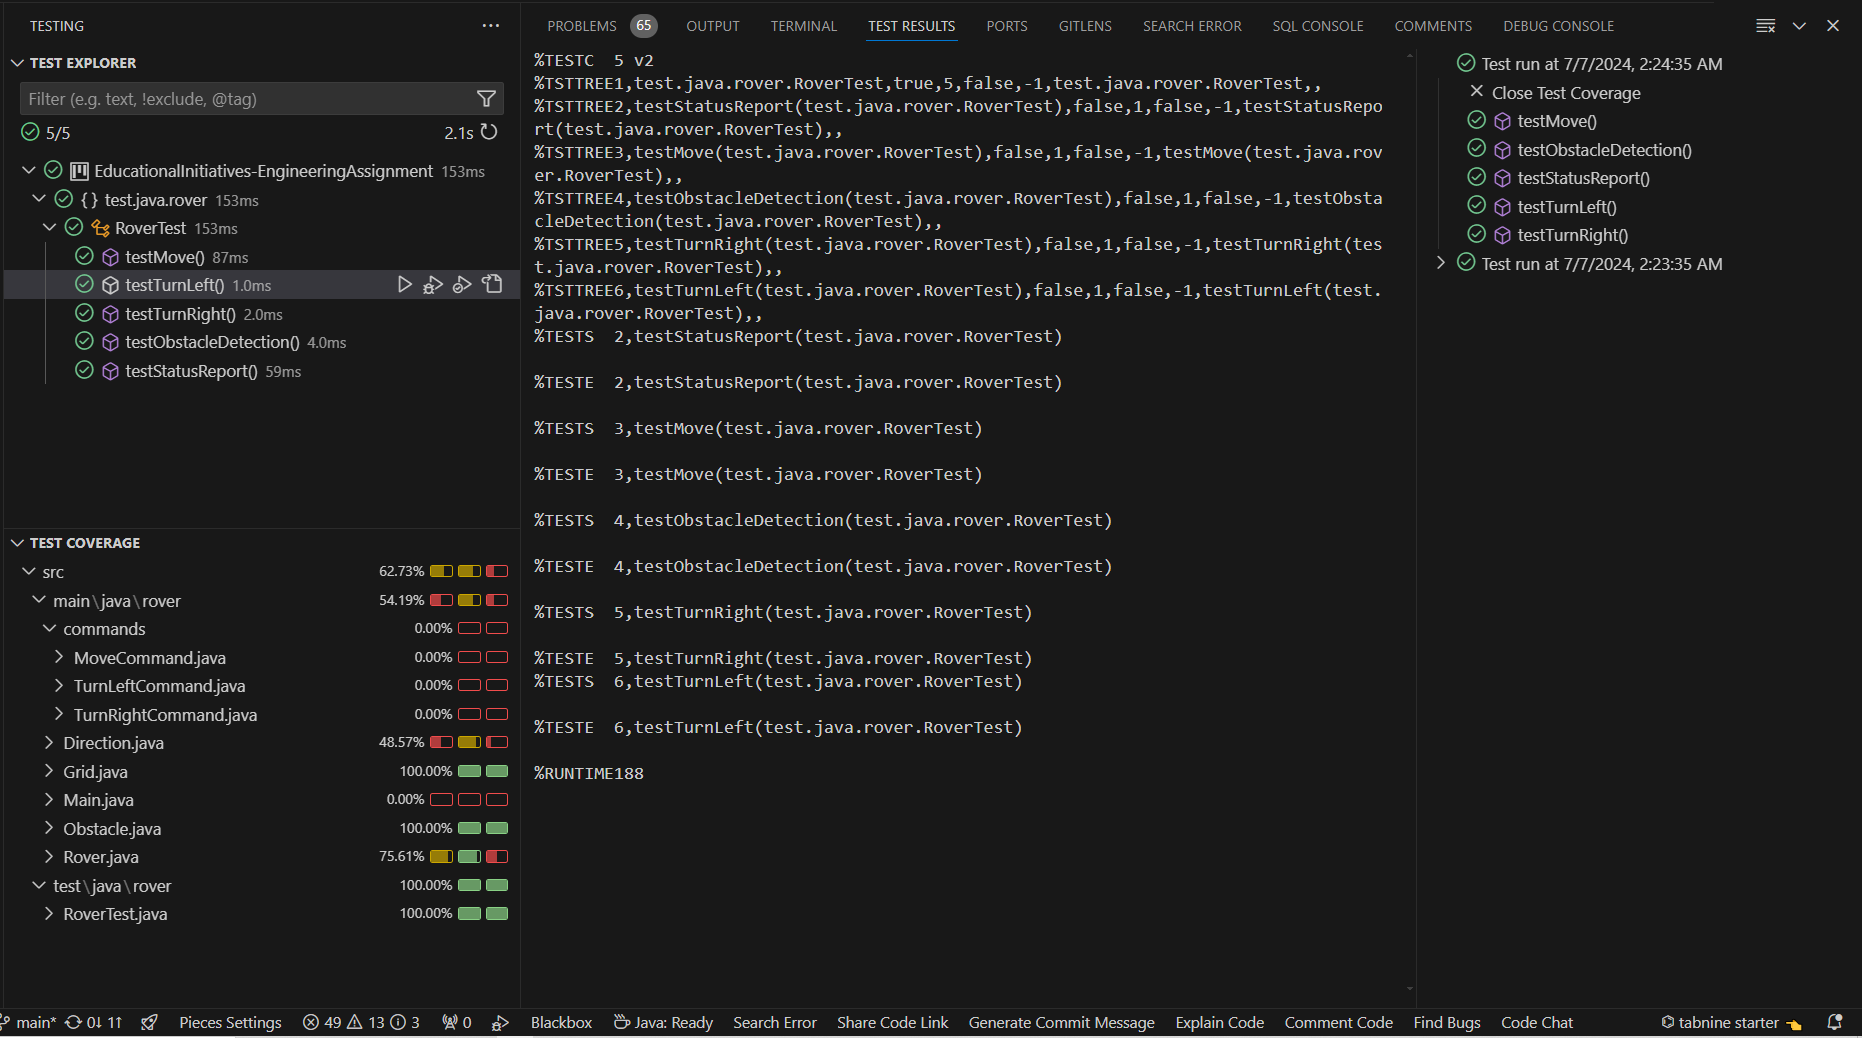 TESTING
TEST EXPLORER
Filter (e.g. text, !exclude, @tag)
5/5 2.1s
EducationalInitiatives-EngineeringAssignment 153ms
{} test.java.rover 153ms
RoverTest 153ms
testMove() 87ms
testTurnLeft() 1.0ms
testTurnRight() 2.0ms
testObstacleDetection() 4.0ms
testStatusReport() 59ms
TEST COVERAGE
src 62.73%
main\java\rover 54.19%
commands 0.00%
MoveCommand.java 0.00%
TurnLeftCommand.java 0.00%
TurnRightCommand.java 0.00%
Direction.java 48.57%
Grid.java 100.00%
Main.java 0.00%
Obstacle.java 100.00%
Rover.java 75.61%
test\java\rover 100.00%
RoverTest.java 100.00%
PROBLEMS 65 OUTPUT TERMINAL TEST RESULTS PORTS GITLENS SEARCH ERROR SQL CONSOLE COMMENTS DEBUG CONSOLE
%TESTC  5 v2
%TSTTREE1,test.java.rover.RoverTest,true,5,false,-1,test.java.rover.RoverTest,,
%TSTTREE2,testStatusReport(test.java.rover.RoverTest),false,1,false,-1,testStatusRepo
rt(test.java.rover.RoverTest),,
%TSTTREE3,testMove(test.java.rover.RoverTest),false,1,false,-1,testMove(test.java.rov
er.RoverTest),,
%TSTTREE4,testObstacleDetection(test.java.rover.RoverTest),false,1,false,-1,testObsta
cleDetection(test.java.rover.RoverTest),,
%TSTTREE5,testTurnRight(test.java.rover.RoverTest),false,1,false,-1,testTurnRight(tes
t.java.rover.RoverTest),,
%TSTTREE6,testTurnLeft(test.java.rover.RoverTest),false,1,false,-1,testTurnLeft(test.
java.rover.RoverTest),,
%TESTS  2,testStatusReport(test.java.rover.RoverTest)
%TESTE  2,testStatusReport(test.java.rover.RoverTest)
%TESTS  3,testMove(test.java.rover.RoverTest)
%TESTE  3,testMove(test.java.rover.RoverTest)
%TESTS  4,testObstacleDetection(test.java.rover.RoverTest)
%TESTE  4,testObstacleDetection(test.java.rover.RoverTest)
%TESTS  5,testTurnRight(test.java.rover.RoverTest)
%TESTE  5,testTurnRight(test.java.rover.RoverTest)
%TESTS  6,testTurnLeft(test.java.rover.RoverTest)
%TESTE  6,testTurnLeft(test.java.rover.RoverTest)
%RUNTIME188
Test run at 7/7/2024, 2:24:35 AM
Close Test Coverage
testMove()
testObstacleDetection()
testStatusReport()
testTurnLeft()
testTurnRight()
Test run at 7/7/2024, 2:23:35 AM
main* 0↓ 1↑ Pieces Settings 49 13 3 0 Blackbox Java: Ready Search Error Share Code Link Generate Commit Message Explain Code Comment Code Find Bugs Code Chat tabnine starter